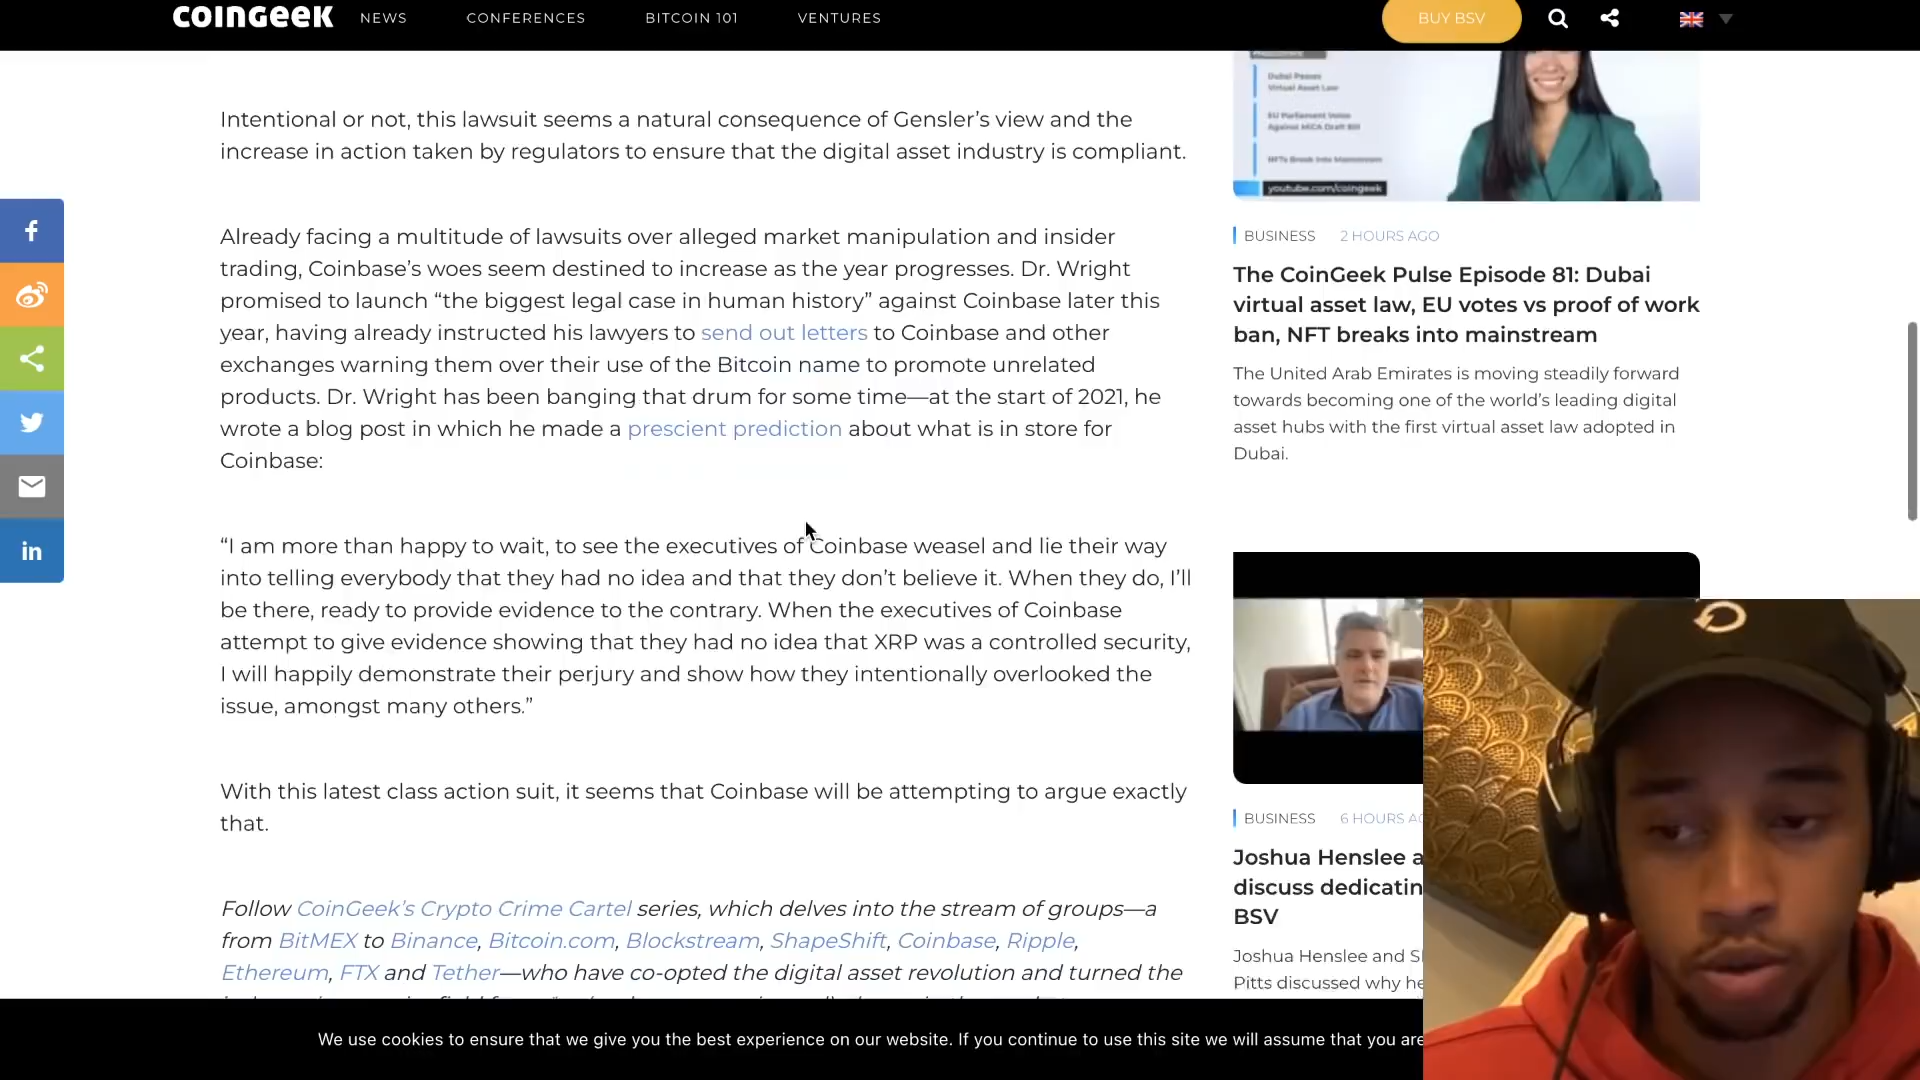 COINGEEK
NEWS
CONFERENCES
BITCOIN 101
VENTURES
BUY BSV
Intentional or not, this lawsuit seems a natural consequence of Gensler’s view and the
increase in action taken by regulators to ensure that the digital asset industry is compliant.
Already facing a multitude of lawsuits over alleged market manipulation and insider
trading, Coinbase’s woes seem destined to increase as the year progresses. Dr. Wright
promised to launch “the biggest legal case in human history” against Coinbase later this
year, having already instructed his lawyers to send out letters to Coinbase and other
exchanges warning them over their use of the Bitcoin name to promote unrelated
products. Dr. Wright has been banging that drum for some time—at the start of 2021, he
wrote a blog post in which he made a prescient prediction about what is in store for
Coinbase:
“I am more than happy to wait, to see the executives of Coinbase weasel and lie their way
into telling everybody that they had no idea and that they don’t believe it. When they do, I’ll
be there, ready to provide evidence to the contrary. When the executives of Coinbase
attempt to give evidence showing that they had no idea that XRP was a controlled security,
I will happily demonstrate their perjury and show how they intentionally overlooked the
issue, amongst many others.”
With this latest class action suit, it seems that Coinbase will be attempting to argue exactly
that.
Follow CoinGeek’s Crypto Crime Cartel series, which delves into the stream of groups—a
from BitMEX to Binance, Bitcoin.com, Blockstream, ShapeShift, Coinbase, Ripple,
Ethereum, FTX and Tether—who have co-opted the digital asset revolution and turned the
Dubai Passes
Virtual Asset Law
EU Parliament Votes
Against MiCA Draft Bill
NFTs Break Into Mainstream
youtube.com/coingeek
BUSINESS 2 HOURS AGO
The CoinGeek Pulse Episode 81: Dubai
virtual asset law, EU votes vs proof of work
ban, NFT breaks into mainstream
The United Arab Emirates is moving steadily forward
towards becoming one of the world’s leading digital
asset hubs with the first virtual asset law adopted in
Dubai.
BUSINESS 6 HOURS
Joshua Henslee
discuss
BSV
Joshua Henslee and
Pitts discussed why
We use cookies to ensure that we give you the best experience on our website. If you continue to use this site we will assume that you are